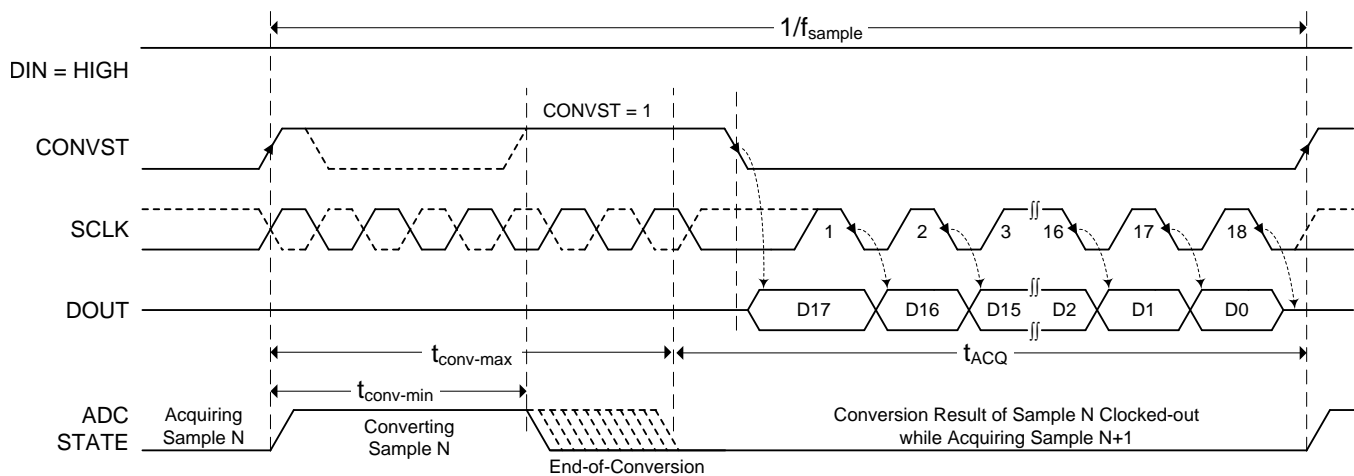 1/fsample
DIN = HIGH
CONVST = 1
CONVST
SCLK
1 2 3 16 17 18
DOUT
D17 D16 D15 D2 D1 D0
tconv-max
tACQ
tconv-min
ADC
STATE
Acquiring
Sample N
Converting
Sample N
End-of-Conversion
Conversion Result of Sample N Clocked-out
while Acquiring Sample N+1